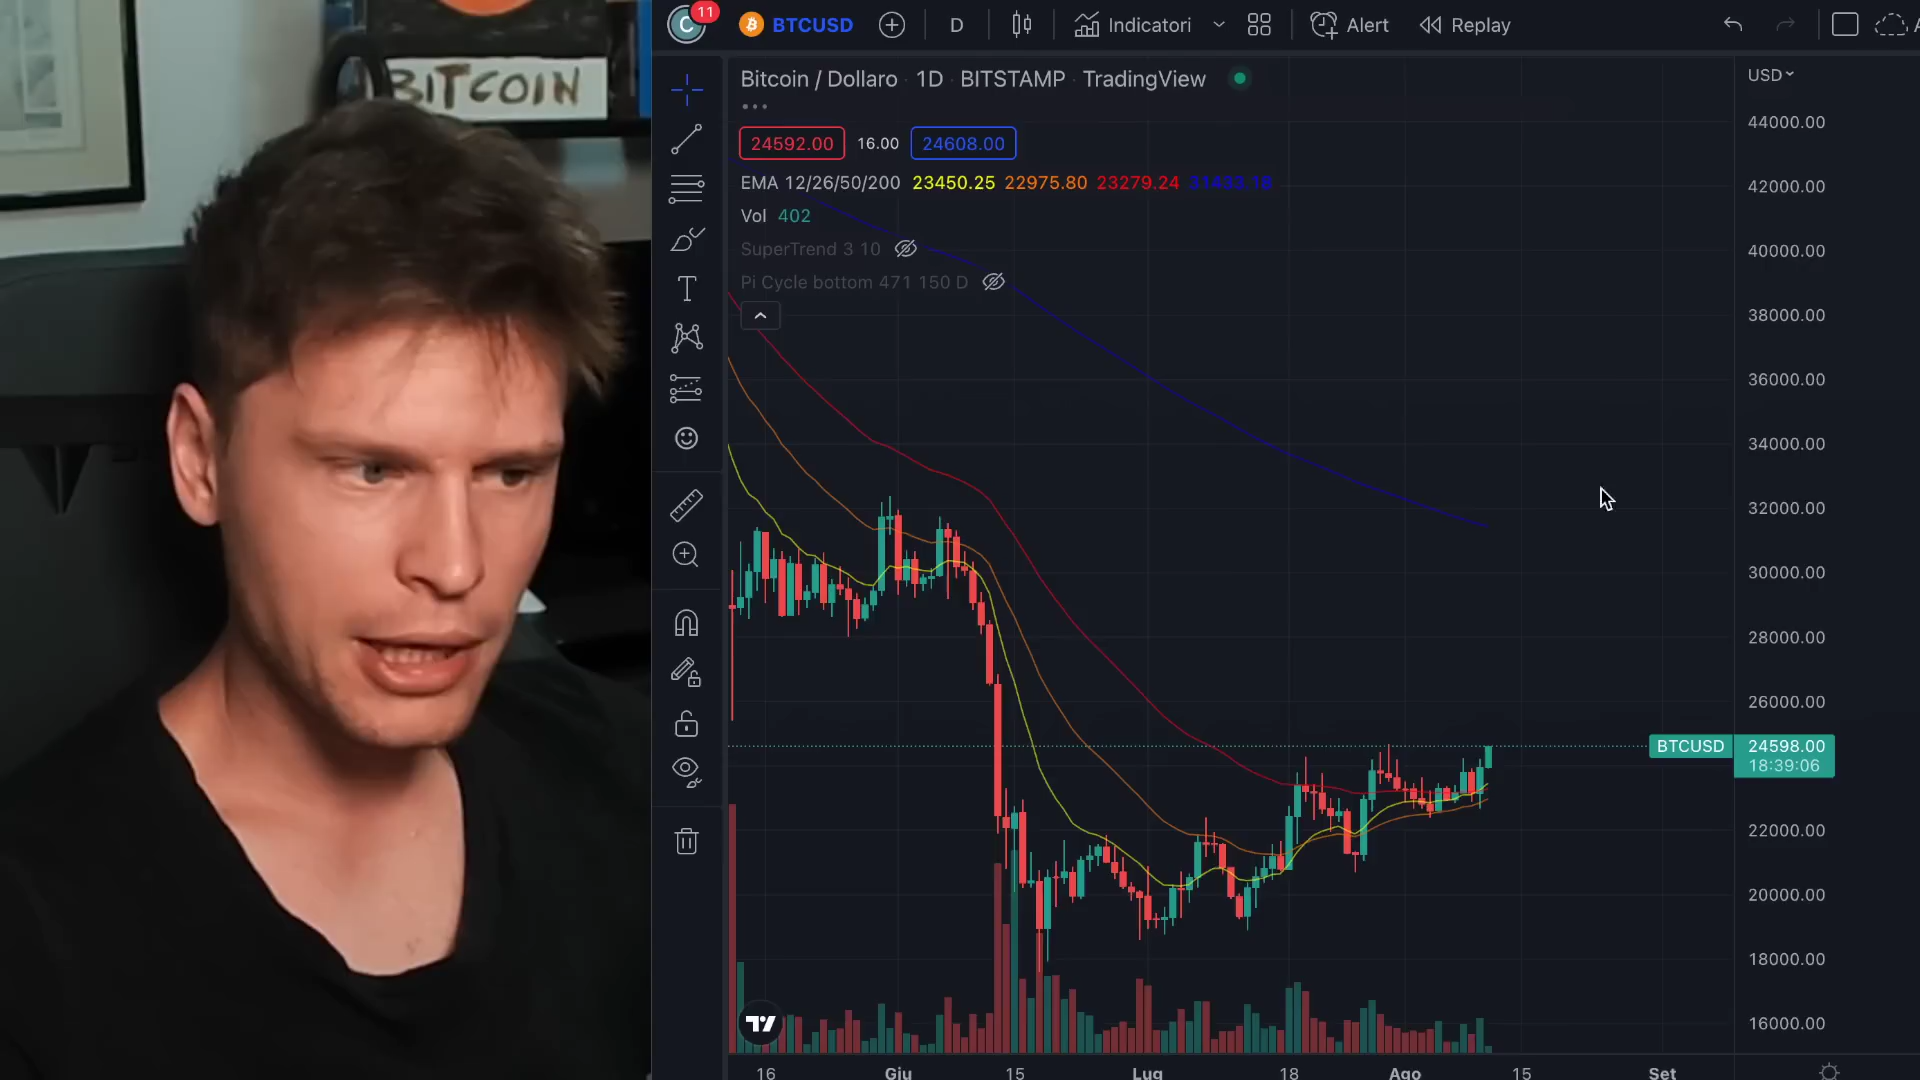 BITCOIN
C 11 BTCUSD D Indicatori Alert Replay
Bitcoin / Dollaro · 1D · BITSTAMP · TradingView
USD
24592.00 16.00 24608.00
EMA 12/26/50/200 23450.25 22975.80 23279.24 31433.18
Vol 402
SuperTrend 3 10
Pi Cycle bottom 471 150 D
44000.00
42000.00
40000.00
38000.00
36000.00
34000.00
32000.00
30000.00
28000.00
26000.00
BTCUSD 24598.00
18:39:06
22000.00
20000.00
18000.00
16000.00
16 Giu 15 Lug 18 Ago 15 Set